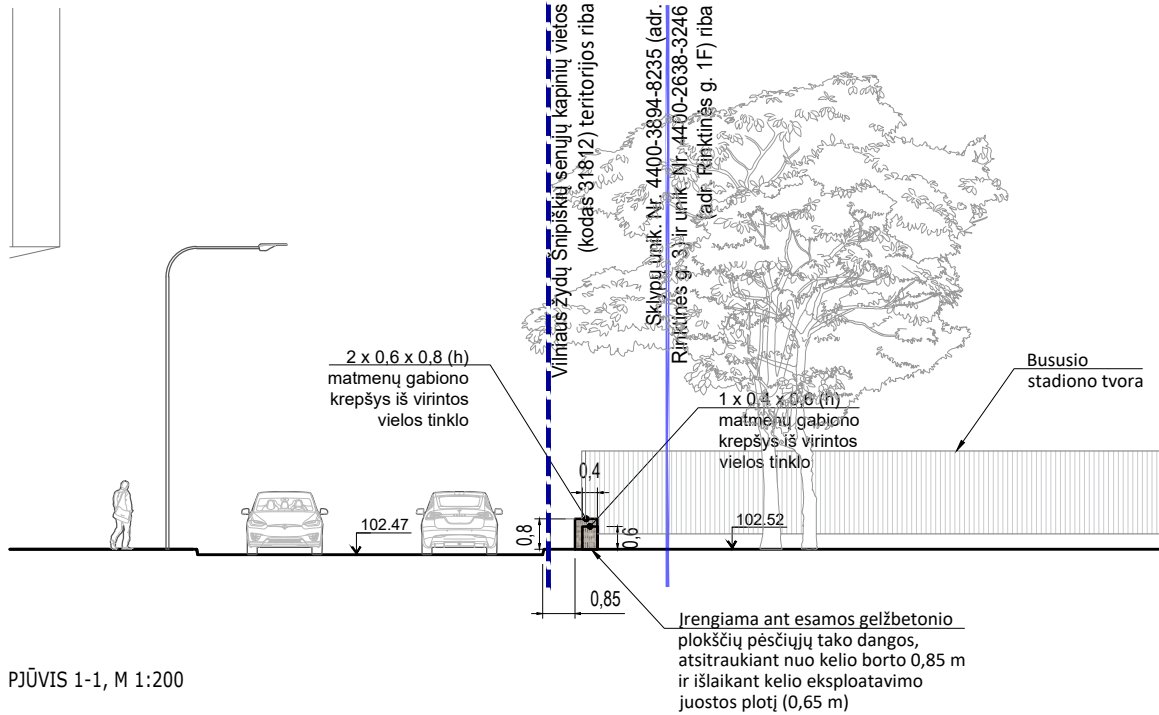 Vilniaus žydų Šnipiškių senųjų kapinių vietos
(kodas 31812) teritorijos riba
Sklypų unik. Nr. 4400-3894-8235 (adr.
Rinktinės g. 3) ir unik. Nr. 4400-2638-3246
(adr. Rinktinės g. 1F) riba
2 x 0,6 x 0,8 (h)
matmenų gabiono
krepšys iš virintos
vielos tinklo
1 x 0,4 x 0,6 (h)
matmenų gabiono
krepšys iš virintos
vielos tinklo
Bususio
stadiono tvora
0,4
0,8
0,6
102.47
102.52
0,85
Įrengiama ant esamos gelžbetonio
plokščių pėsčiųjų tako dangos,
atsitraukiant nuo kelio borto 0,85 m
ir išlaikant kelio eksploatavimo
juostos plotį (0,65 m)
PJŪVIS 1-1, M 1:200